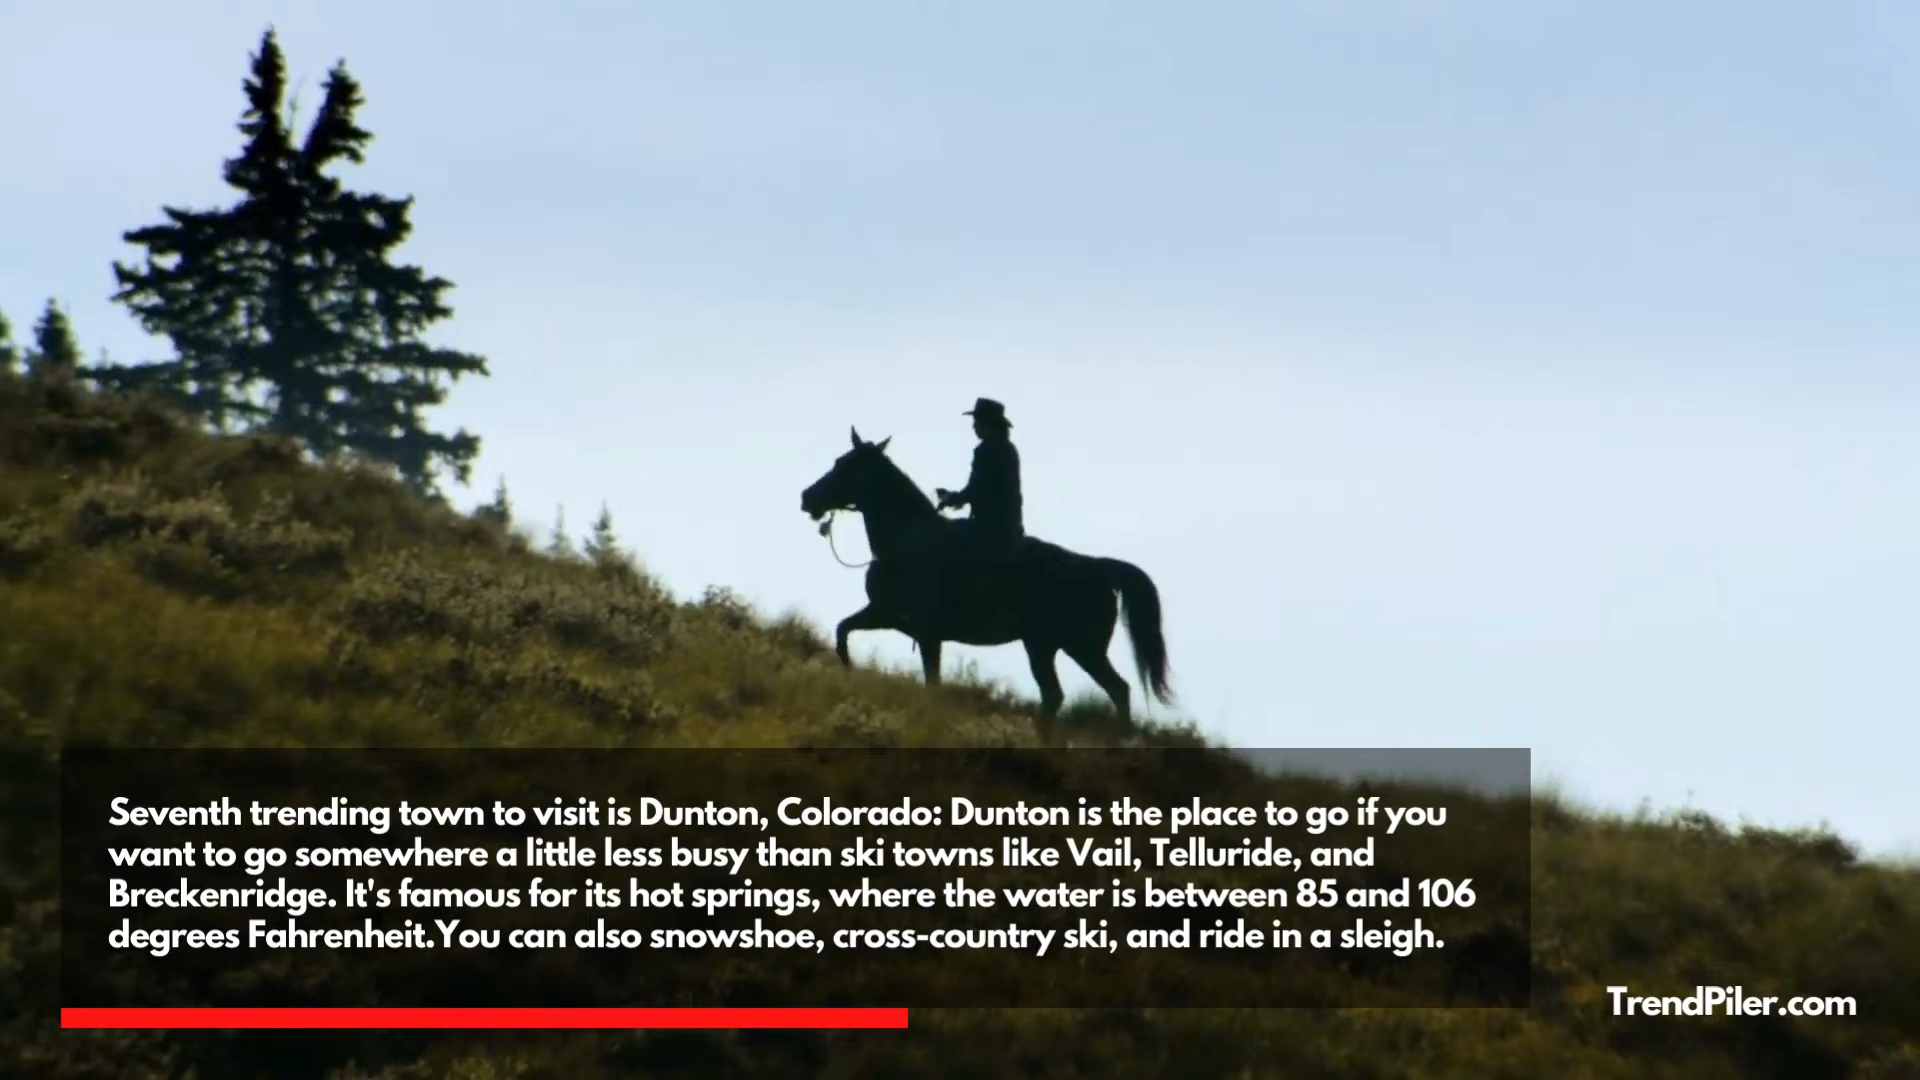 Seventh trending town to visit is Dunton, Colorado: Dunton is the place to go if you
want to go somewhere a little less busy than ski towns like Vail, Telluride, and
Breckenridge. It's famous for its hot springs, where the water is between 85 and 106
degrees Fahrenheit.You can also snowshoe, cross-country ski, and ride in a sleigh.
TrendPiler.com